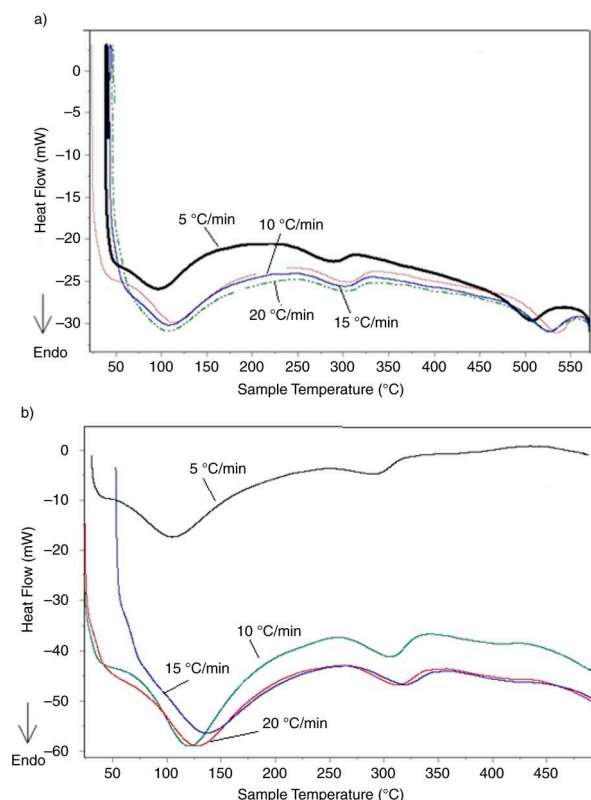 a)
0
–5
–10
–15
–20
–25
–30
Heat Flow (mW)
5 °C/min
10 °C/min
20 °C/min
15 °C/min
Endo
50 100 150 200 250 300 350 400 450 500 550
Sample Temperature (°C)
b)
0
–10
–20
–30
–40
–50
–60
Heat Flow (mW)
5 °C/min
10 °C/min
15 °C/min
20 °C/min
Endo
50 100 150 200 250 300 350 400 450
Sample Temperature (°C)